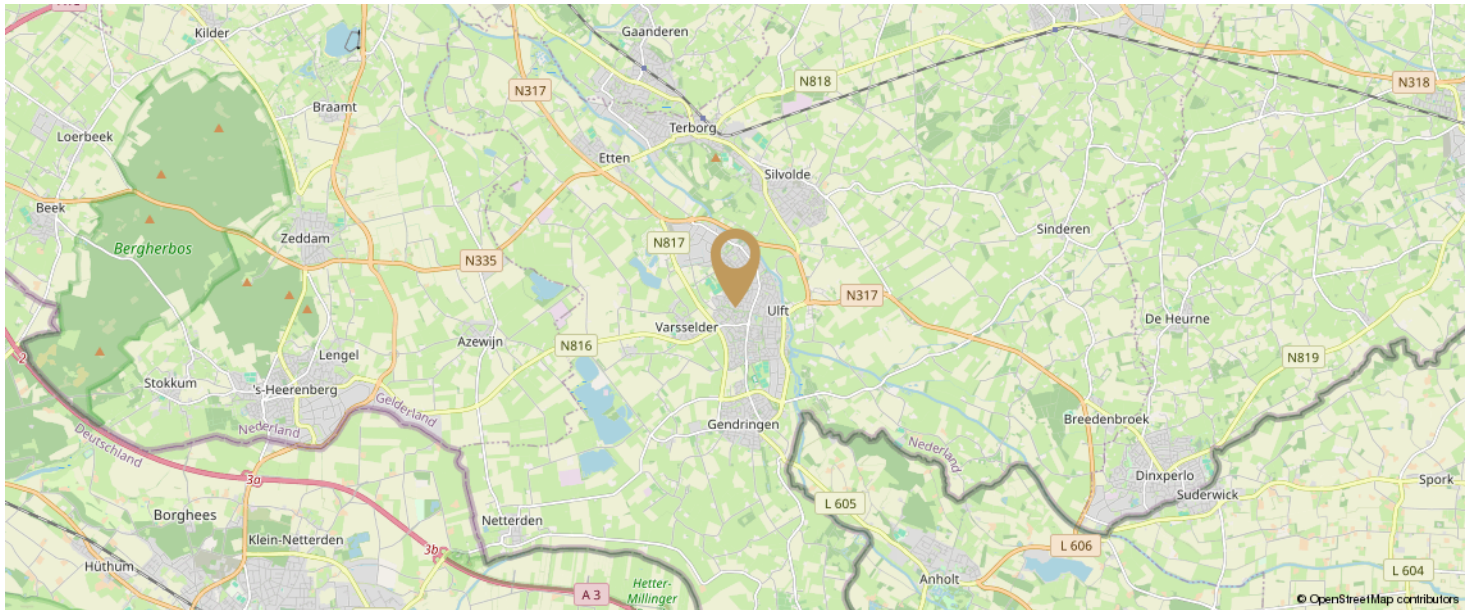 Kilder
Gaanderen
N317
N818
N318
Braamt
Loerbeek
Terborg
Etten
Silvolde
Beek
Bergherbos
Zeddam
N817
N335
Sinderen
N317
Ulft
Varsselder
De Heurne
Azewijn
N816
N819
Lengel
Stokkum
's-Heerenberg
2
Gelderland
Nederland
Deutschland
Gendringen
Breedenbroek
Nederland
Dinxperlo
Suderwick
Spork
3a
L 605
Borghees
Netterden
Klein-Netterden
3b
L 606
Hüthum
Anholt
L 604
Hetter-
Millinger
A 3
© OpenStreetMap contributors